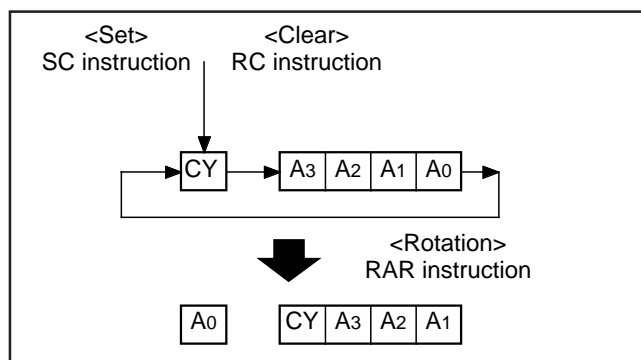 <Set> <Clear>
SC instruction RC instruction
CY A3 A2 A1 A0
<Rotation>
RAR instruction
A0 CY A3 A2 A1